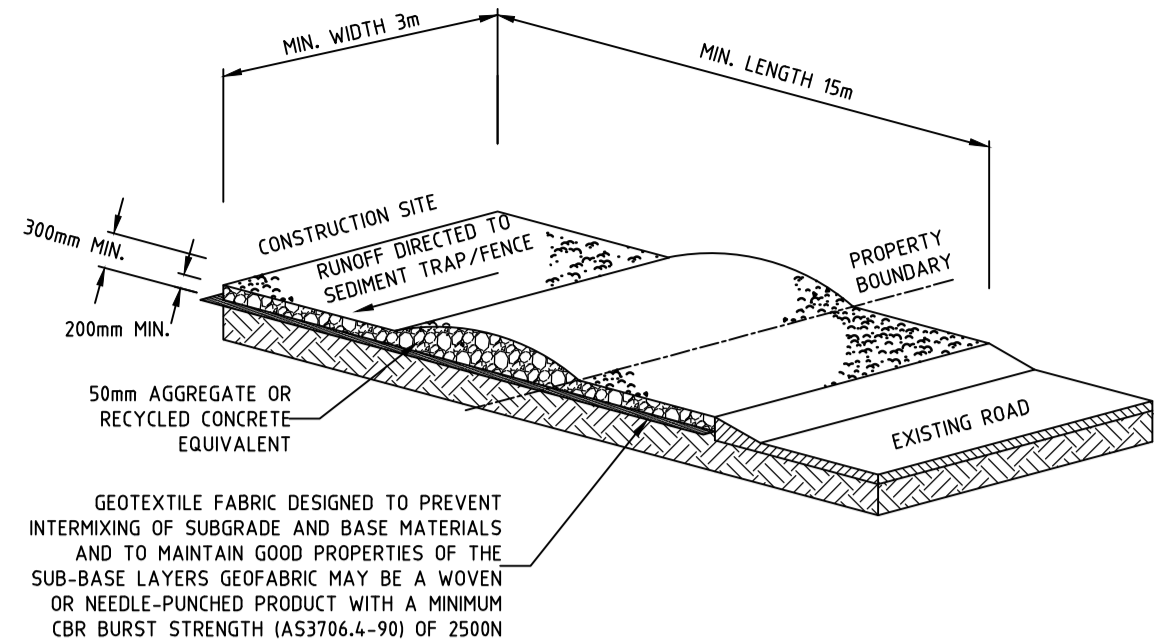 MIN. WIDTH 3m
MIN. LENGTH 15m
300mm MIN.
200mm MIN.
CONSTRUCTION SITE
RUNOFF DIRECTED TO
SEDIMENT TRAP/FENCE
PROPERTY
BOUNDARY
50mm AGGREGATE OR
RECYCLED CONCRETE
EQUIVALENT
EXISTING ROAD
GEOTEXTILE FABRIC DESIGNED TO PREVENT
INTERMIXING OF SUBGRADE AND BASE MATERIALS
AND TO MAINTAIN GOOD PROPERTIES OF THE
SUB-BASE LAYERS GEOFABRIC MAY BE A WOVEN
OR NEEDLE-PUNCHED PRODUCT WITH A MINIMUM
CBR BURST STRENGTH (AS3706.4-90) OF 2500N